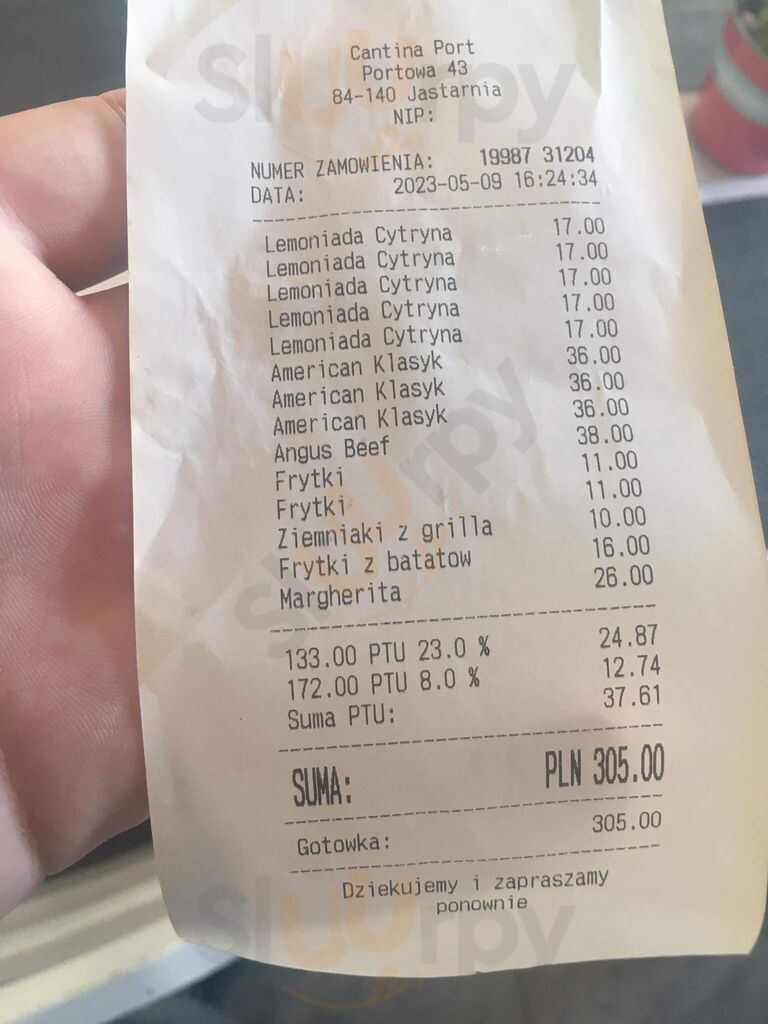 Cantina Port
Portowa 43
84-140 Jastarnia
NIP:
NUMER ZAMOWIENIA: 19987 31204
DATA: 2023-05-09 16:24:34
Lemoniada Cytryna 17.00
Lemoniada Cytryna 17.00
Lemoniada Cytryna 17.00
Lemoniada Cytryna 17.00
Lemoniada Cytryna 17.00
American Klasyk 36.00
American Klasyk 36.00
American Klasyk 36.00
Angus Beef 38.00
Frytki 11.00
Frytki 11.00
Ziemniaki z grilla 10.00
Frytki z batatow 16.00
Margherita 26.00
133.00 PTU 23.0 % 24.87
172.00 PTU 8.0 % 12.74
Suma PTU: 37.61
SUMA: PLN 305.00
Gotowka: 305.00
Dziekujemy i zapraszamy
ponownie
Sluurpy
Sluurpy
Sluurpy